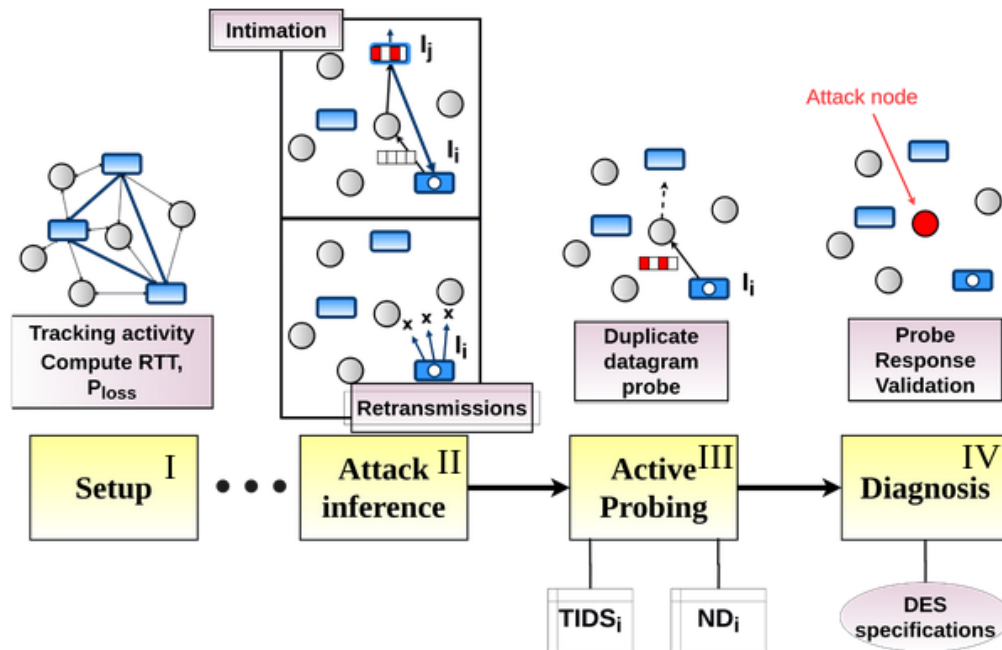 Intimation
Ij
Ii
Attack node
Ii
Ii
Tracking activity
Compute RTT,
Ploss
Retransmissions
Duplicate
datagram
probe
Probe
Response
Validation
x x x
Setup I
Attack II
inference
Active III
Probing
IV
Diagnosis
TIDSi
NDi
DES
specifications